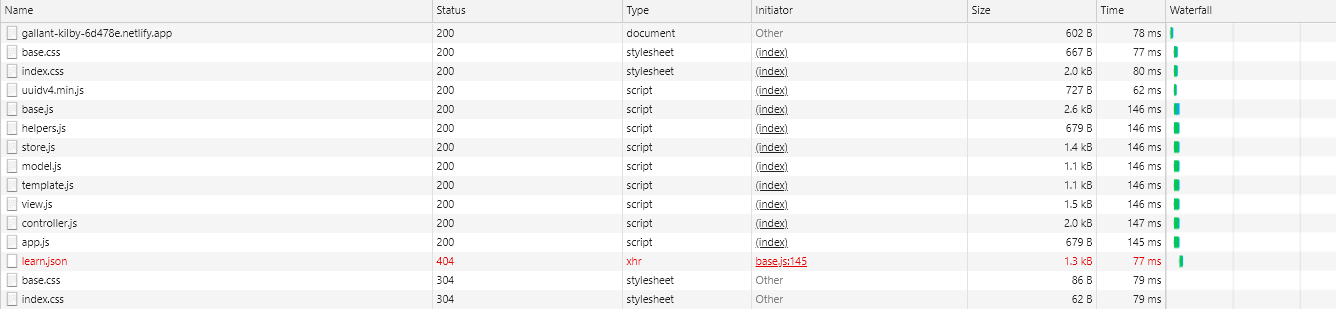 Name Status Type Initiator Size Time Waterfall
gallant-kilby-6d478e.netlify.app 200 document Other 602 B 78 ms
base.css 200 stylesheet (index) 667 B 77 ms
index.css 200 stylesheet (index) 2.0 kB 80 ms
uuidv4.min.js 200 script (index) 727 B 62 ms
base.js 200 script (index) 2.6 kB 146 ms
helpers.js 200 script (index) 679 B 146 ms
store.js 200 script (index) 1.4 kB 146 ms
model.js 200 script (index) 1.1 kB 146 ms
template.js 200 script (index) 1.1 kB 146 ms
view.js 200 script (index) 1.5 kB 146 ms
controller.js 200 script (index) 2.0 kB 147 ms
app.js 200 script (index) 679 B 145 ms
learn.json 404 xhr base.js:145 1.3 kB 77 ms
base.css 304 stylesheet Other 86 B 79 ms
index.css 304 stylesheet Other 62 B 79 ms